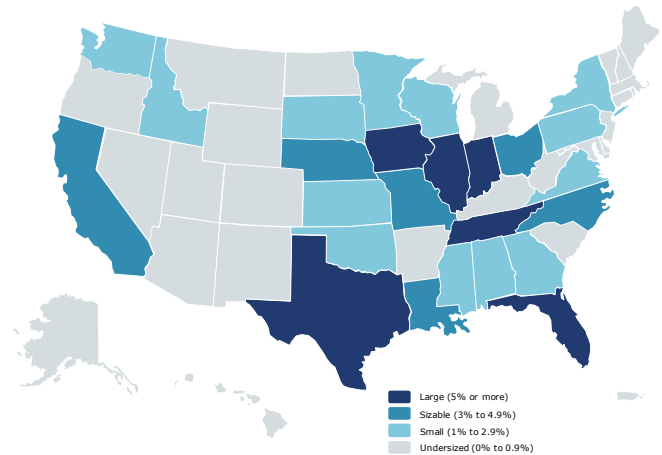 Large (5% or more)
Sizable (3% to 4.9%)
Small (1% to 2.9%)
Undersized (0% to 0.9%)